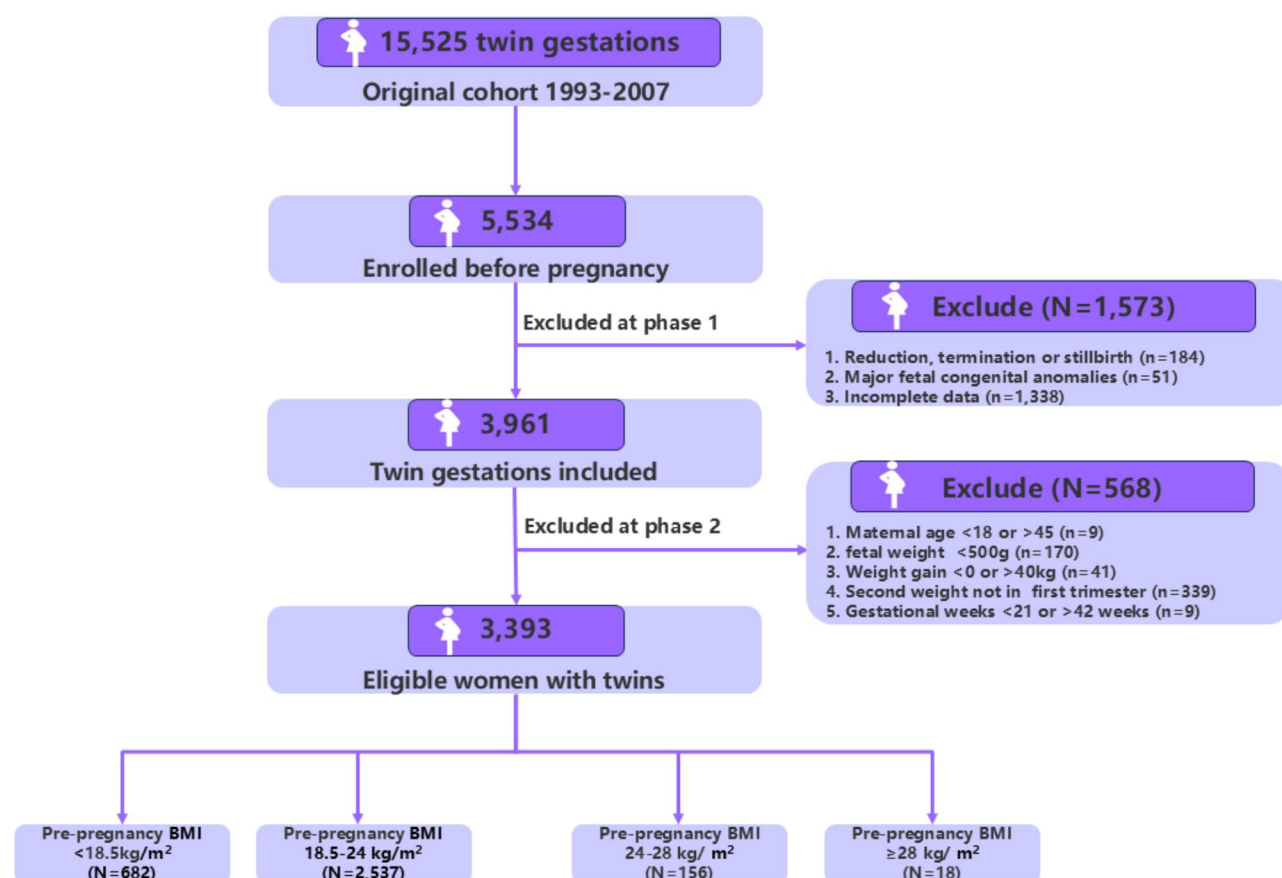 15,525 twin gestations
Original cohort 1993-2007
5,534
Enrolled before pregnancy
Excluded at phase 1
Exclude (N=1,573)
1. Reduction, termination or stillbirth (n=184)
2. Major fetal congenital anomalies (n=51)
3. Incomplete data (n=1,338)
3,961
Twin gestations included
Excluded at phase 2
Exclude (N=568)
1. Maternal age <18 or >45 (n=9)
2. fetal weight <500g (n=170)
3. Weight gain <0 or >40kg (n=41)
4. Second weight not in first trimester (n=339)
5. Gestational weeks <21 or >42 weeks (n=9)
3,393
Eligible women with twins
Pre-pregnancy BMI
<18.5kg/m²
(N=682)
Pre-pregnancy BMI
18.5-24 kg/m²
(N=2,537)
Pre-pregnancy BMI
24-28 kg/ m²
(N=156)
Pre-pregnancy BMI
≥28 kg/ m²
(N=18)